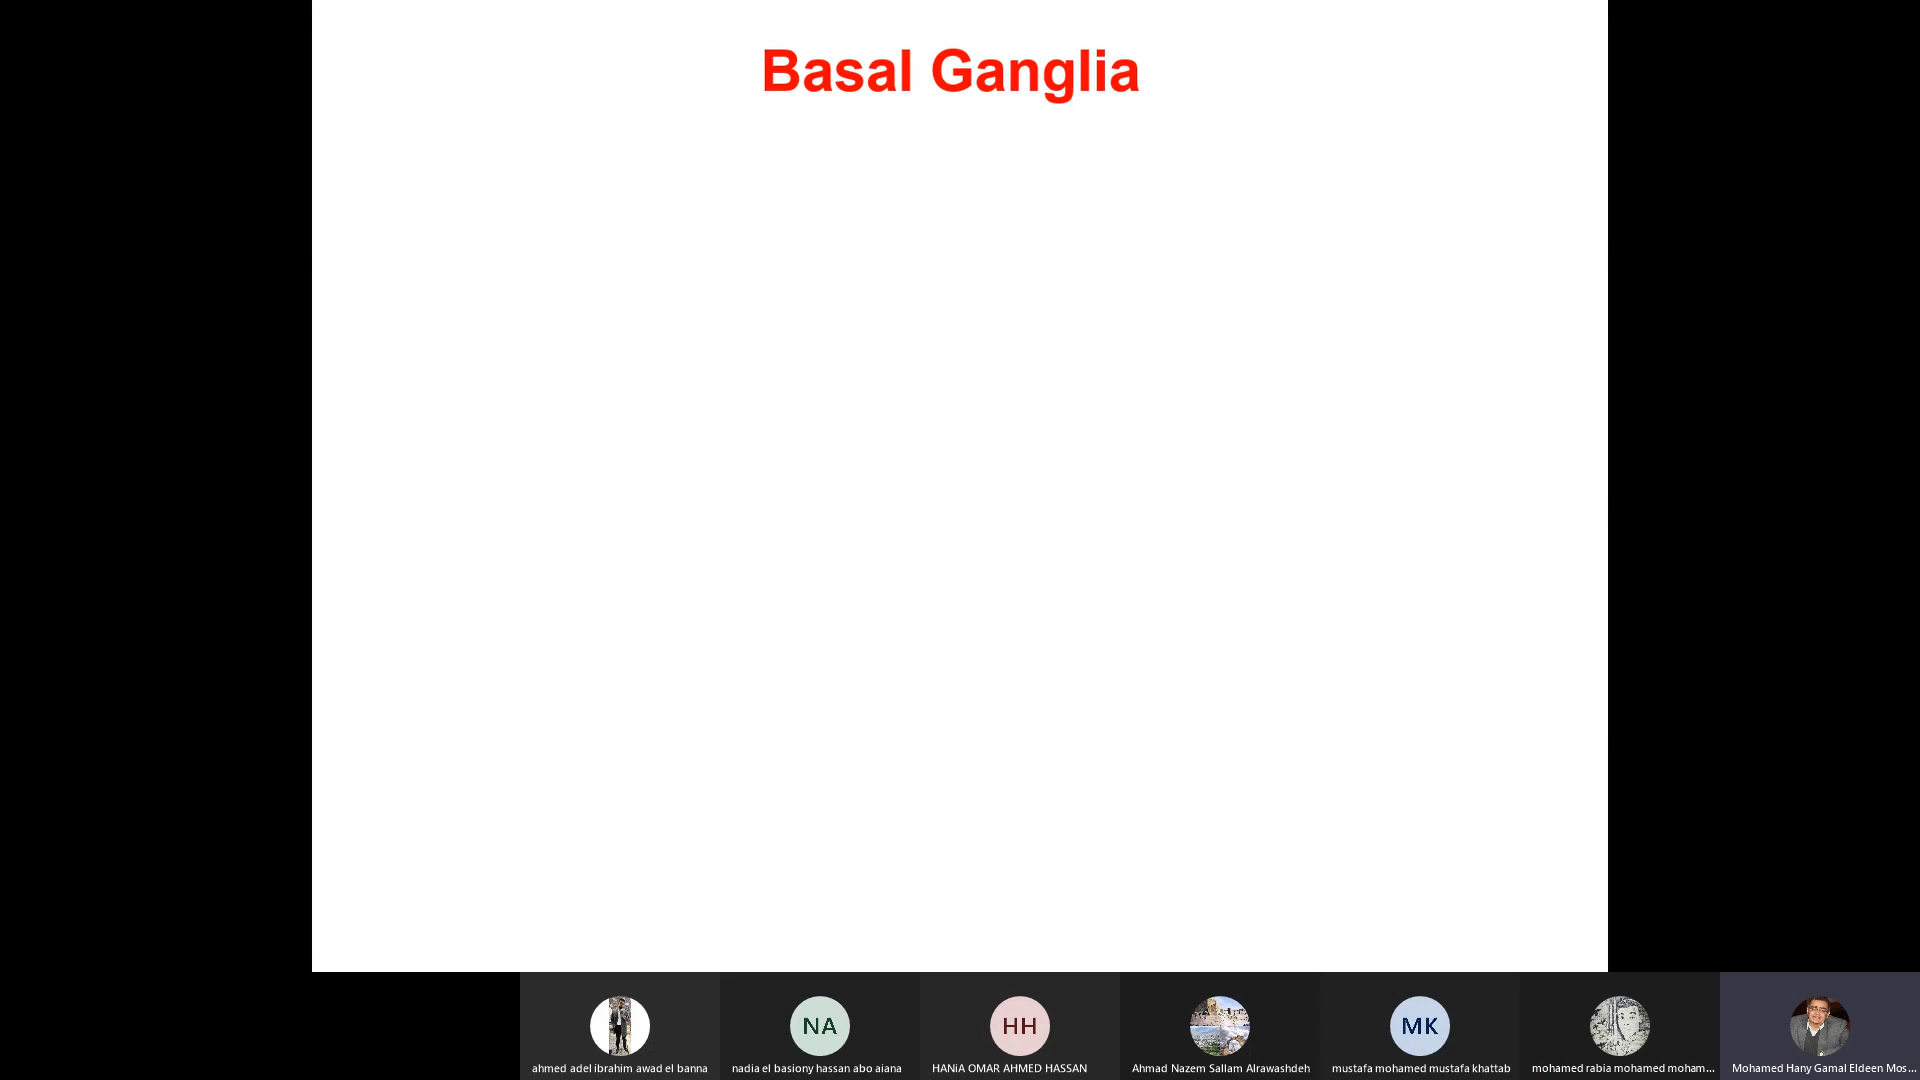 Basal Ganglia
NA
HH
MK
ahmed adel ibrahim awad el banna
nadia el basiony hassan abo aiana
HANiA OMAR AHMED HASSAN
Ahmad Nazem Sallam Alrawashdeh
mustafa mohamed mustafa khattab
mohamed rabia mohamed moham...
Mohamed Hany Gamal Eldeen Mos...